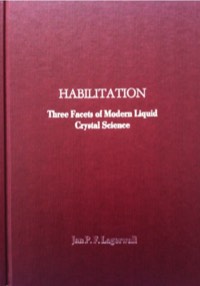 HABILITATION
Three Facets of Modern Liquid
Crystal Science
Jan P. F. Lagerwall